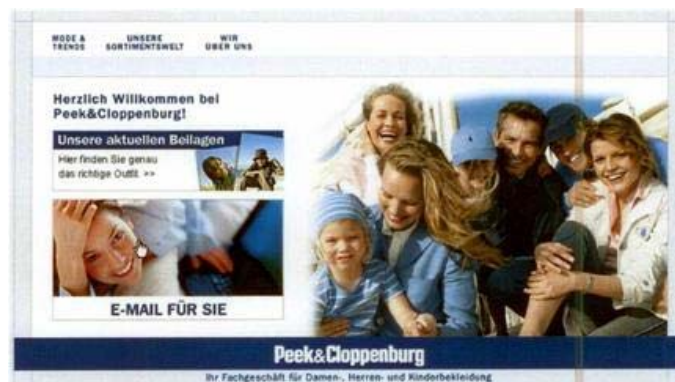 MODE &
TRENDS
UNSERE
SORTIMENTSWELT
WIR
ÜBER UNS
Herzlich Willkommen bei
Peek&Cloppenburg!
Unsere aktuellen Beilagen
Hier finden Sie genau
das richtige Outfit. >>
E-MAIL FÜR SIE
Peek&Cloppenburg
Ihr Fachgeschäft für Damen-, Herren- und Kinderbekleidung